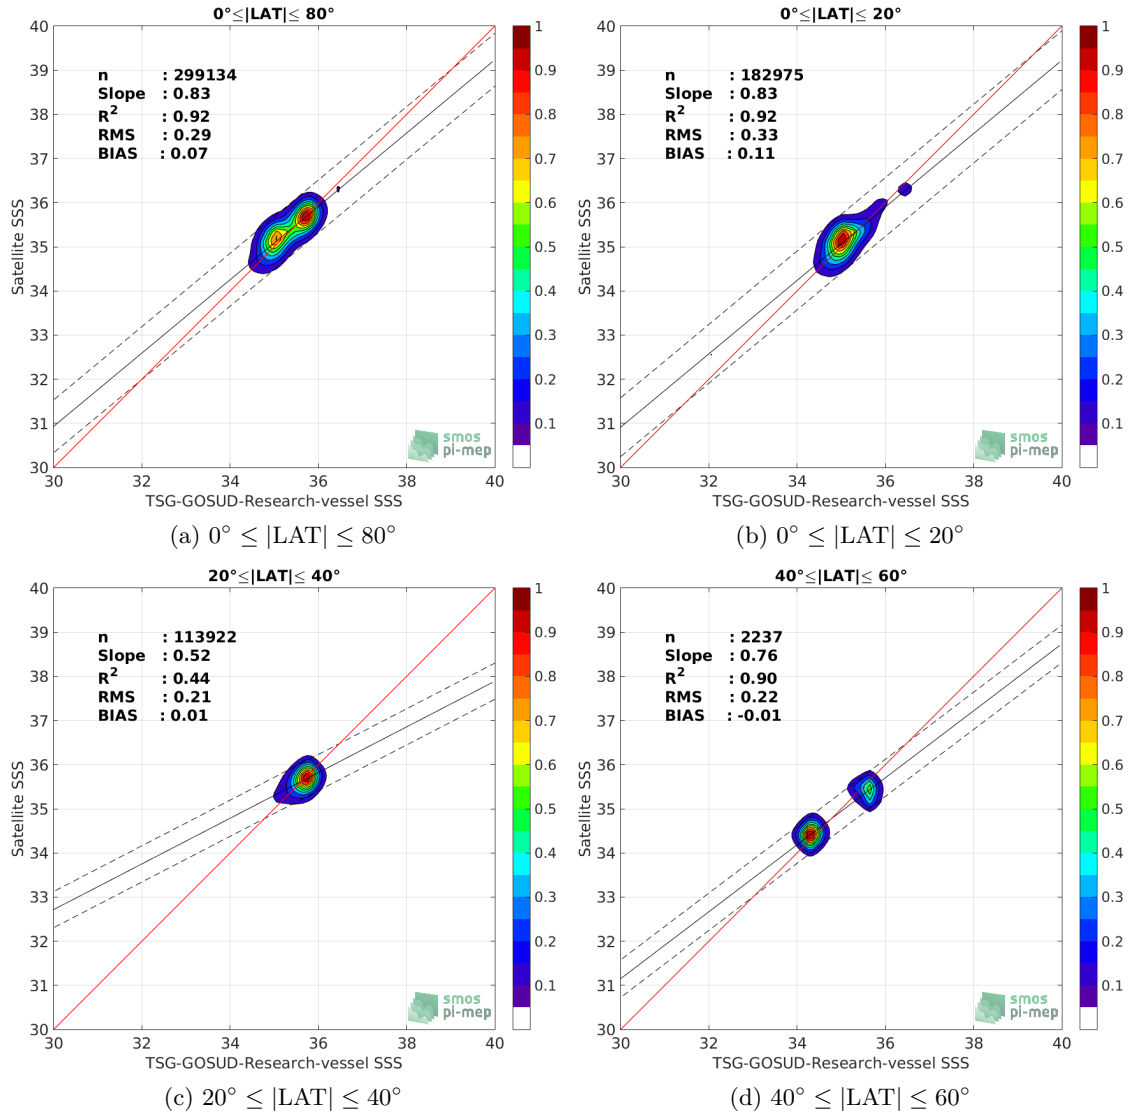 0°≤|LAT|≤ 80°
n : 299134
Slope : 0.83
R² : 0.92
RMS : 0.29
BIAS : 0.07
40
39
38
37
36
35
34
33
32
31
30
Satellite SSS
30 32 34 36 38 40
TSG-GOSUD-Research-vessel SSS
smos
pi-mep
1
0.9
0.8
0.7
0.6
0.5
0.4
0.3
0.2
0.1
(a) 0° ≤ |LAT| ≤ 80°
0°≤|LAT|≤ 20°
n : 182975
Slope : 0.83
R² : 0.92
RMS : 0.33
BIAS : 0.11
40
39
38
37
36
35
34
33
32
31
30
Satellite SSS
30 32 34 36 38 40
TSG-GOSUD-Research-vessel SSS
smos
pi-mep
1
0.9
0.8
0.7
0.6
0.5
0.4
0.3
0.2
0.1
(b) 0° ≤ |LAT| ≤ 20°
20°≤|LAT|≤ 40°
n : 113922
Slope : 0.52
R² : 0.44
RMS : 0.21
BIAS : 0.01
40
39
38
37
36
35
34
33
32
31
30
Satellite SSS
30 32 34 36 38 40
TSG-GOSUD-Research-vessel SSS
smos
pi-mep
1
0.9
0.8
0.7
0.6
0.5
0.4
0.3
0.2
0.1
(c) 20° ≤ |LAT| ≤ 40°
40°≤|LAT|≤ 60°
n : 2237
Slope : 0.76
R² : 0.90
RMS : 0.22
BIAS : -0.01
40
39
38
37
36
35
34
33
32
31
30
Satellite SSS
30 32 34 36 38 40
TSG-GOSUD-Research-vessel SSS
smos
pi-mep
1
0.9
0.8
0.7
0.6
0.5
0.4
0.3
0.2
0.1
(d) 40° ≤ |LAT| ≤ 60°